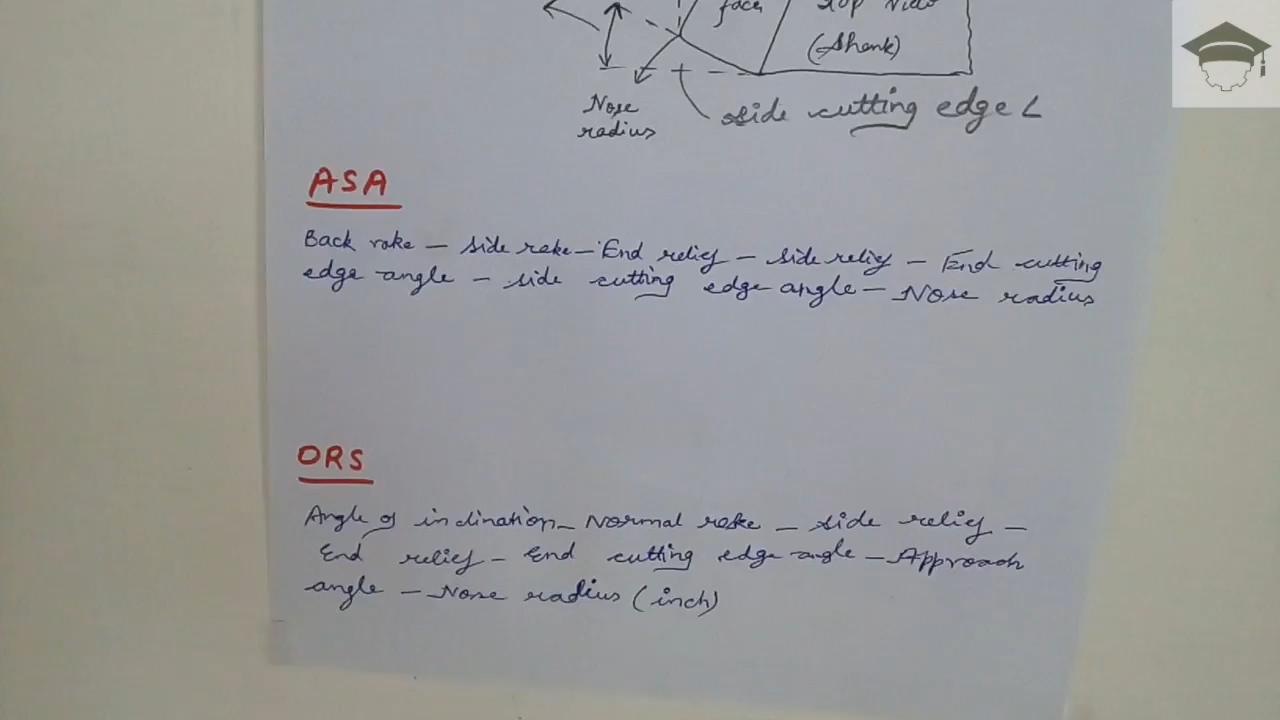 face
Top View
(Shank)
Nose
radius
side cutting edge L
ASA
Back rake – side rake – End relief – side relief – End cutting
edge angle – side cutting edge angle – Nose radius
ORS
Angle of inclination – Normal rake – side relief –
End relief – End cutting edge angle – Approach
angle – Nose radius (inch)